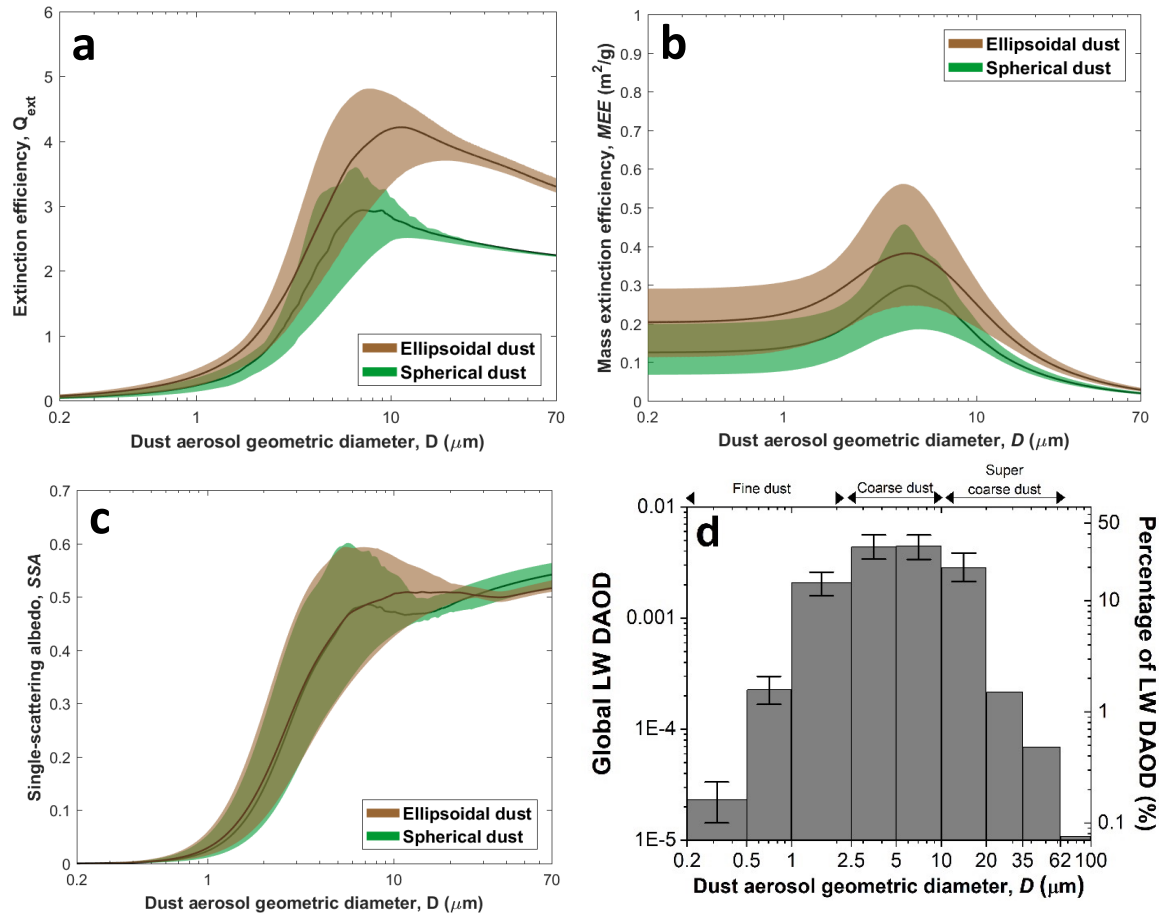 a
6
5
4
3
2
1
0
Extinction efficiency, Q_ext
Ellipsoidal dust
Spherical dust
0.2
1
10
70
Dust aerosol geometric diameter, D (μm)
b
1
0.9
0.8
0.7
0.6
0.5
0.4
0.3
0.2
0.1
0
Mass extinction efficiency, MEE (m²/g)
Ellipsoidal dust
Spherical dust
0.2
1
10
70
Dust aerosol geometric diameter, D (μm)
c
0.7
0.6
0.5
0.4
0.3
0.2
0.1
0
Single-scattering albedo, SSA
Ellipsoidal dust
Spherical dust
0.2
1
10
70
Dust aerosol geometric diameter, D (μm)
d
Fine dust
Coarse dust
Super
coarse dust
0.01
0.001
1E-4
1E-5
Global LW DAOD
50
10
1
0.1
Percentage of LW DAOD (%)
0.2
0.5
1
2.5
5
10
20
35
62
100
Dust aerosol geometric diameter, D (μm)